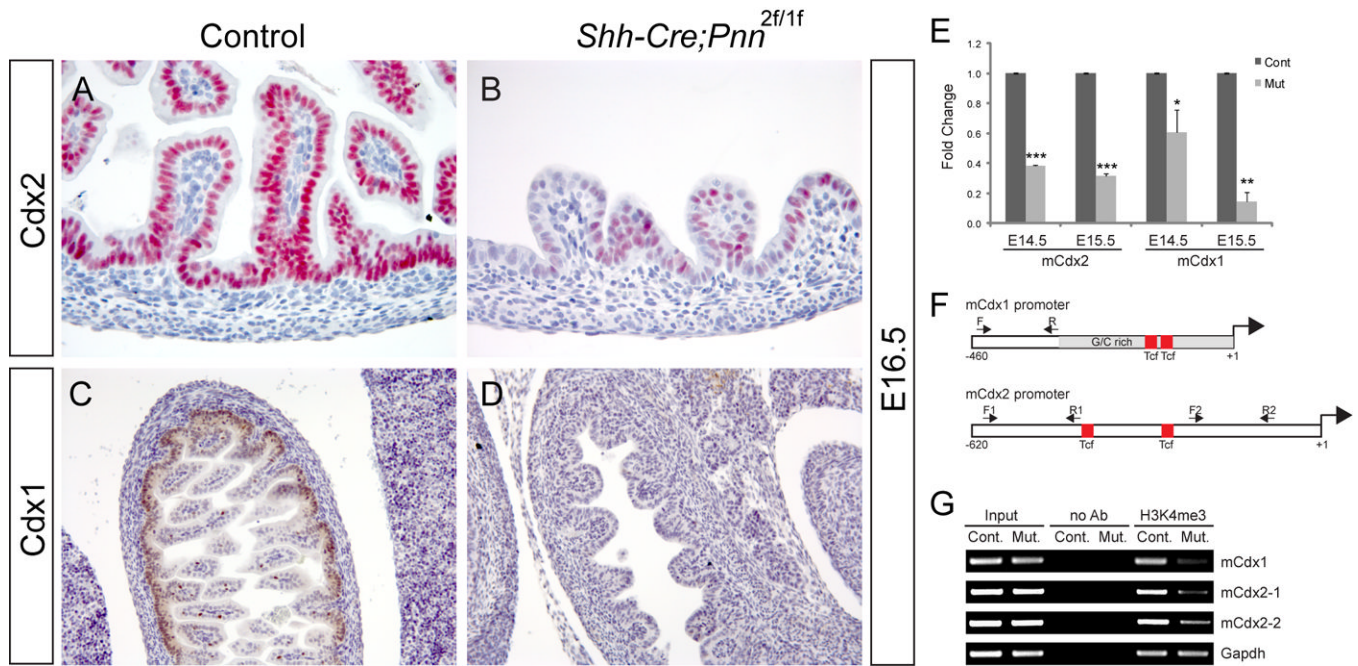 Control
Shh-Cre;Pnn 2f/1f
Cdx2
Cdx1
A
B
C
D
E16.5
E
Fold Change
1.2
1.0
0.8
0.6
0.4
0.2
0.0
Cont
Mut
***
***
*
**
E14.5 E15.5 E14.5 E15.5
mCdx2 mCdx1
F
mCdx1 promoter
F R
G/C rich
-460 Tcf Tcf +1
mCdx2 promoter
F1 R1 F2 R2
-620 Tcf Tcf +1
G
Input no Ab H3K4me3
Cont. Mut. Cont. Mut. Cont. Mut.
mCdx1
mCdx2-1
mCdx2-2
Gapdh